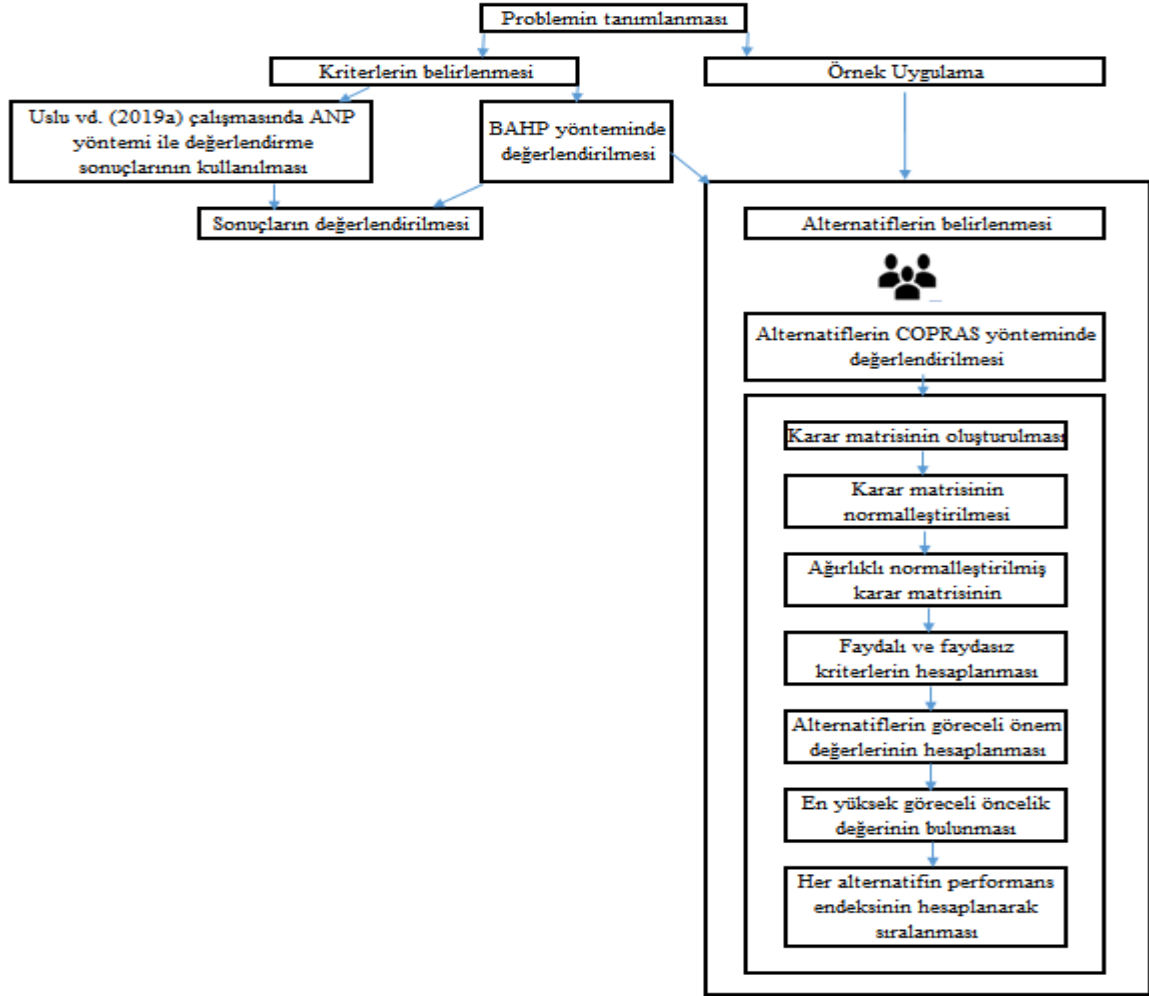 Problemin tanımlanması
Kriterlerin belirlenmesi
Örnek Uygulama
Uslu vd. (2019a) çalışmasında ANP
yöntemi ile değerlendirme
sonuçlarının kullanılması
BAHP yönteminde
değerlendirilmesi
Sonuçların değerlendirilmesi
Alternatiflerin belirlenmesi
Alternatiflerin COPRAS yönteminde
değerlendirilmesi
Karar matrisinin oluşturulması
Karar matrisinin
normalleştirilmesi
Ağırlıklı normalleştirilmiş
karar matrisinin
Faydalı ve faydasız
kriterlerin hesaplanması
Alternatiflerin göreceli önem
değerlerinin hesaplanması
En yüksek göreceli öncelik
değerinin bulunması
Her alternatifin performans
endeksinin hesaplanarak
sıralanması